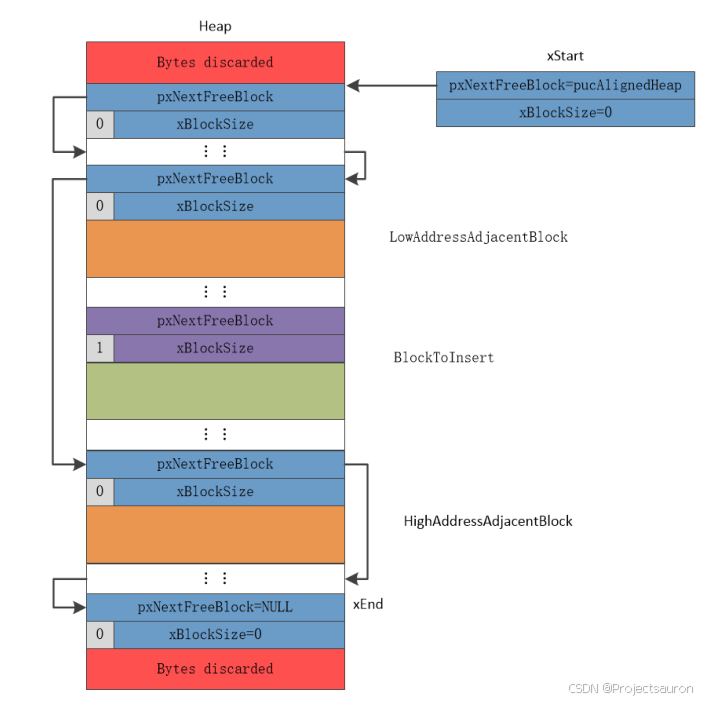 Heap
Bytes discarded
xStart
pxNextFreeBlock=pucAlignedHeap
xBlockSize=0
pxNextFreeBlock
0 xBlockSize
⋮ ⋮
pxNextFreeBlock
0 xBlockSize
LowAddressAdjacentBlock
⋮ ⋮
pxNextFreeBlock
1 xBlockSize
BlockToInsert
⋮ ⋮
pxNextFreeBlock
0 xBlockSize
HighAddressAdjacentBlock
⋮ ⋮
pxNextFreeBlock=NULL
xEnd
0 xBlockSize=0
Bytes discarded
CSDN @Projectsauron